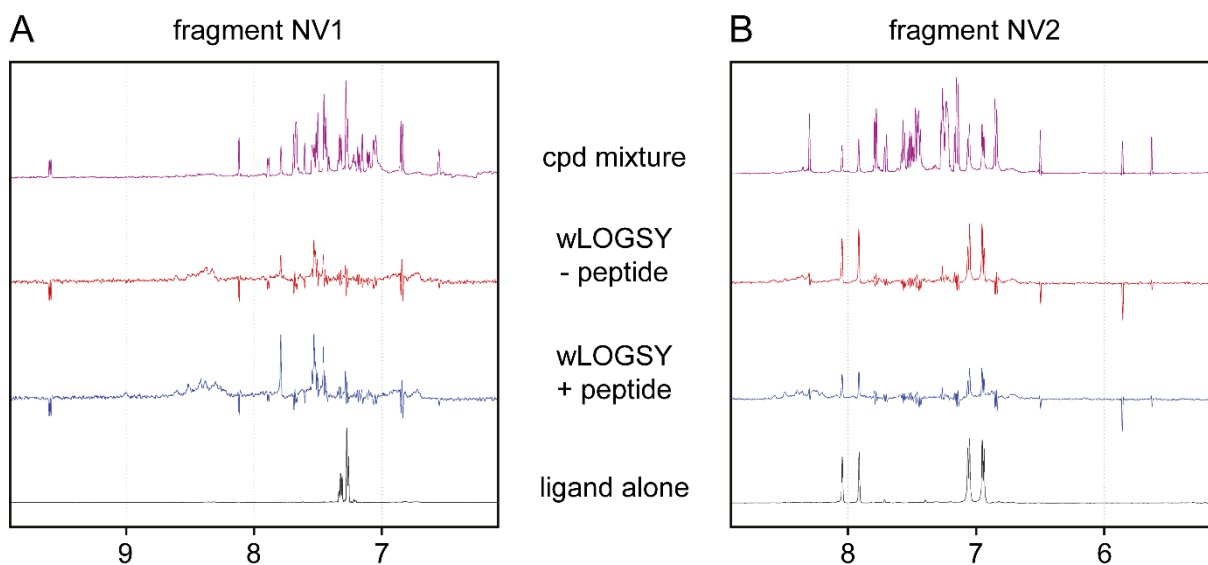 A
fragment NV1
B
fragment NV2
cpd mixture
wLOGSY
- peptide
wLOGSY
+ peptide
ligand alone
9
8
7
8
7
6